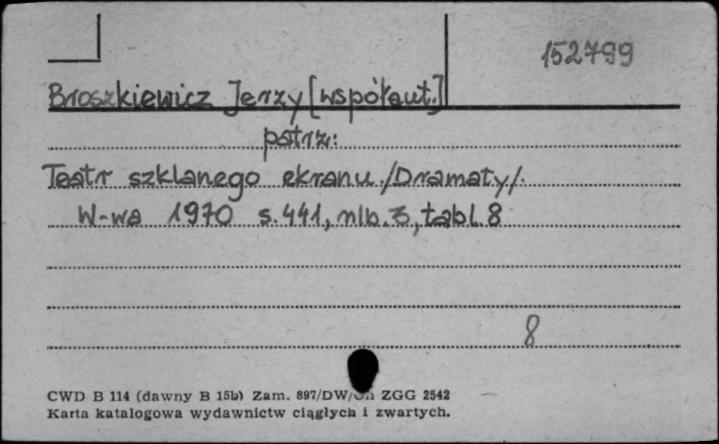 152799
Broszkiewicz Jerzy [współaut.]
patrz:
Teatr szklanego ekranu /Dramaty/.
W-wa 1970 s. 441, nlb. 3, tabl. 8
8
CWD B 114 (dawny B 15b) Zam. 897/DW/ ZGG 2542
Karta katalogowa wydawnictw ciągłych i zwartych.